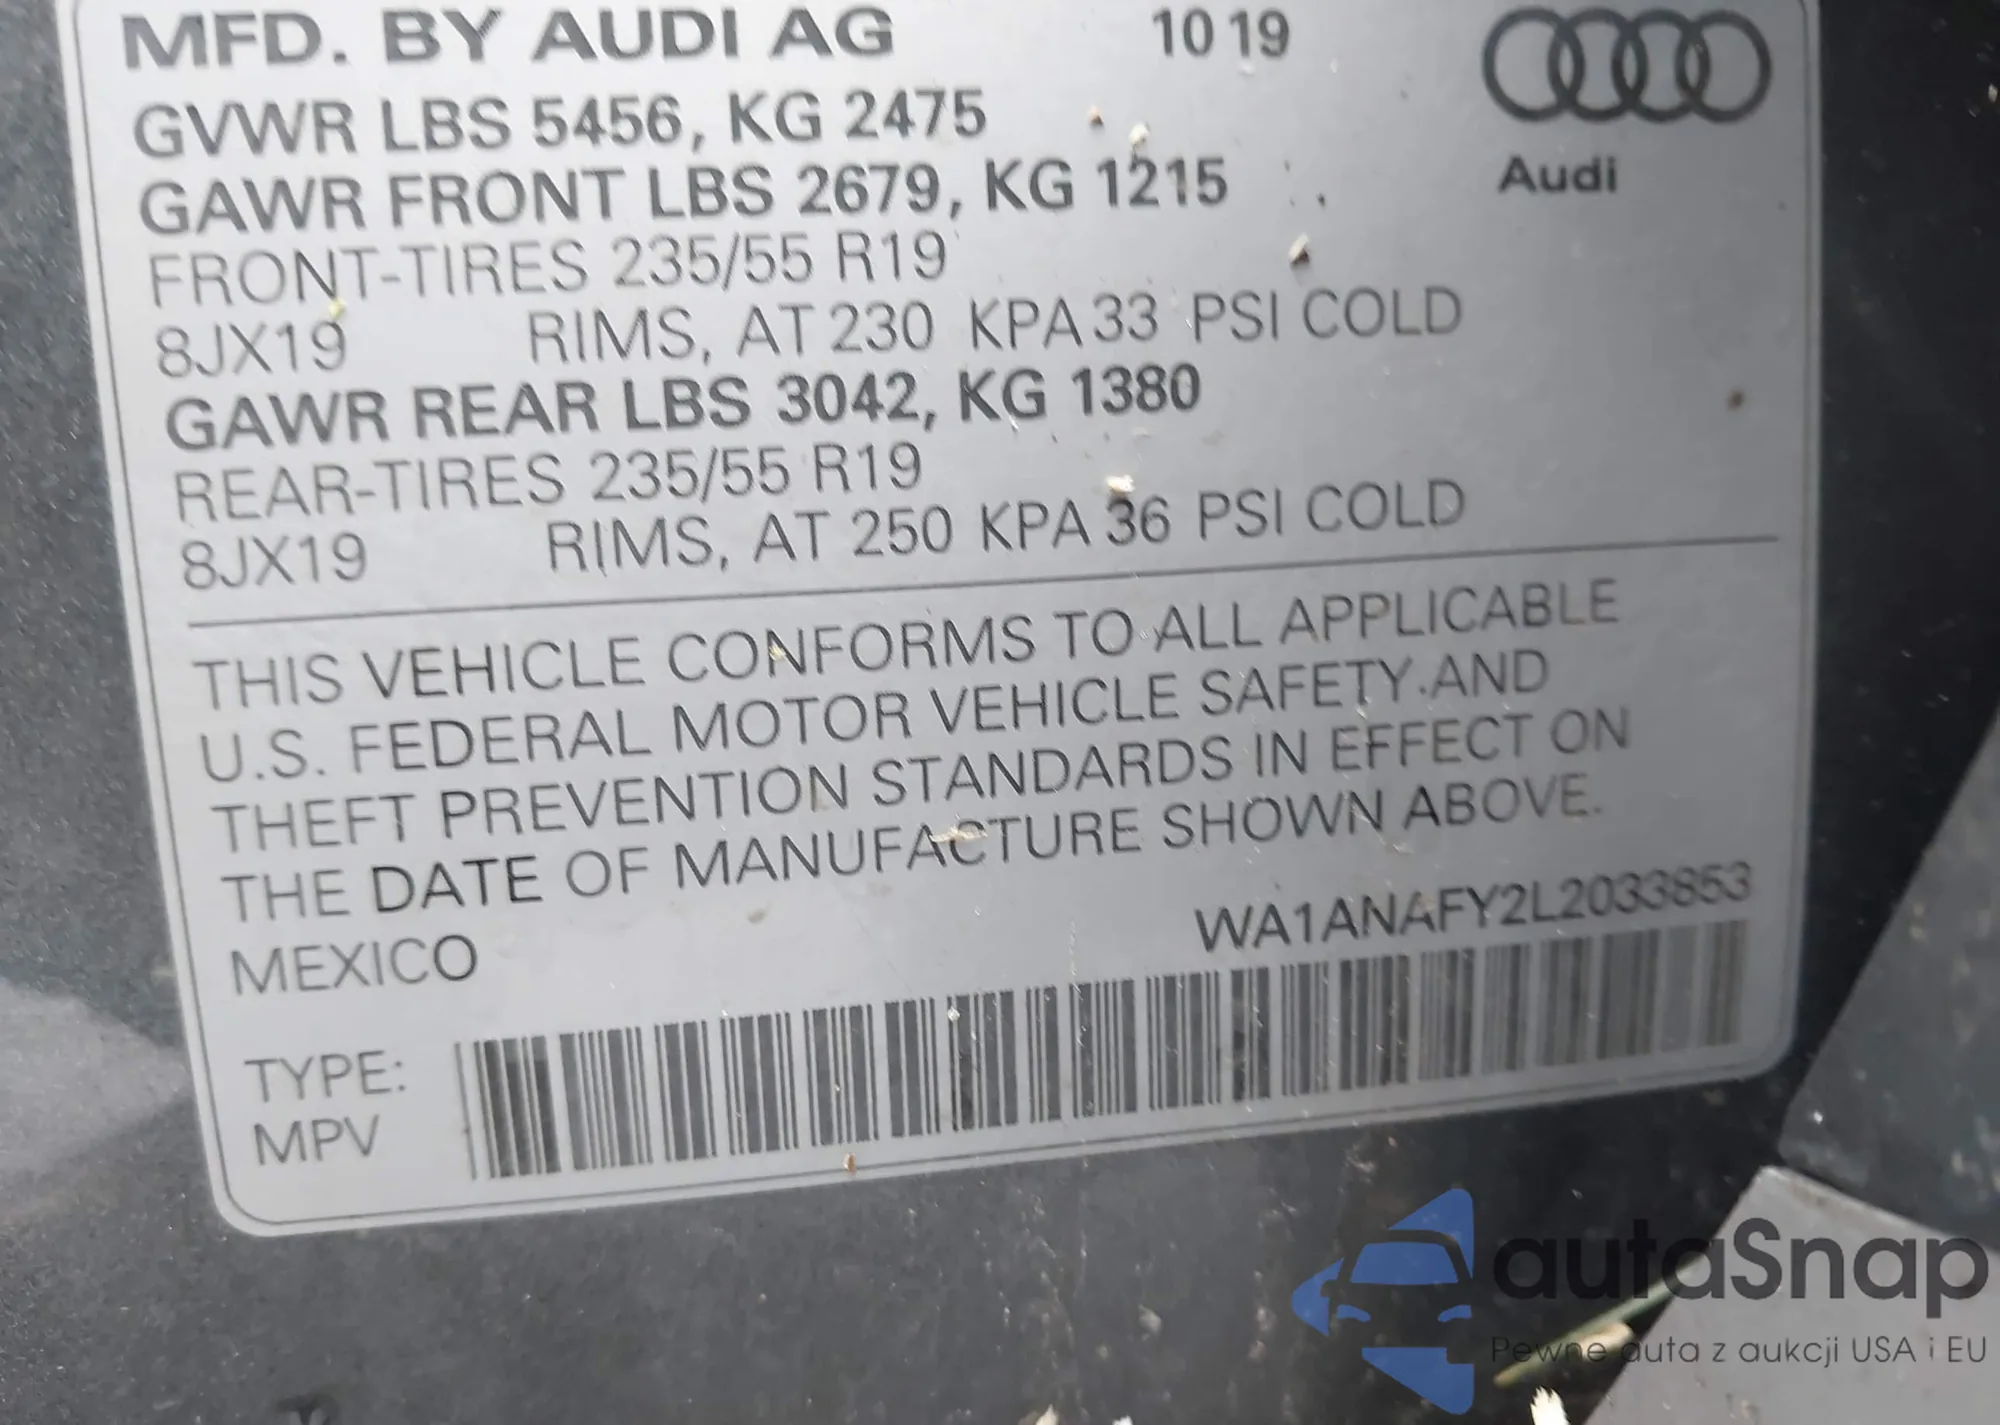 MFD. BY AUDI AG 10 19
GVWR LBS 5456, KG 2475
GAWR FRONT LBS 2679, KG 1215
Audi
FRONT-TIRES 235/55 R19
8JX19 RIMS, AT 230 KPA 33 PSI COLD
GAWR REAR LBS 3042, KG 1380
REAR-TIRES 235/55 R19
8JX19 RIMS, AT 250 KPA 36 PSI COLD
THIS VEHICLE CONFORMS TO ALL APPLICABLE
U.S. FEDERAL MOTOR VEHICLE SAFETY AND
THEFT PREVENTION STANDARDS IN EFFECT ON
THE DATE OF MANUFACTURE SHOWN ABOVE.
MEXICO WA1ANAFY2L2033853
TYPE:
MPV
autaSnap
Pewne auta z aukcji USA i EU